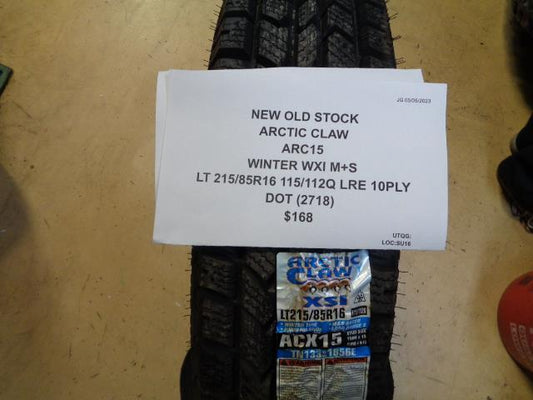 JG 03/05/2023
NEW OLD STOCK
ARCTIC CLAW
ARC15
WINTER WXI M+S
LT 215/85R16 115/112Q LRE 10PLY
DOT (2718)
$168
UTQG:
LOC:SU16
ARCTIC
CLAW
XSI
LT215/85R16
ACX15